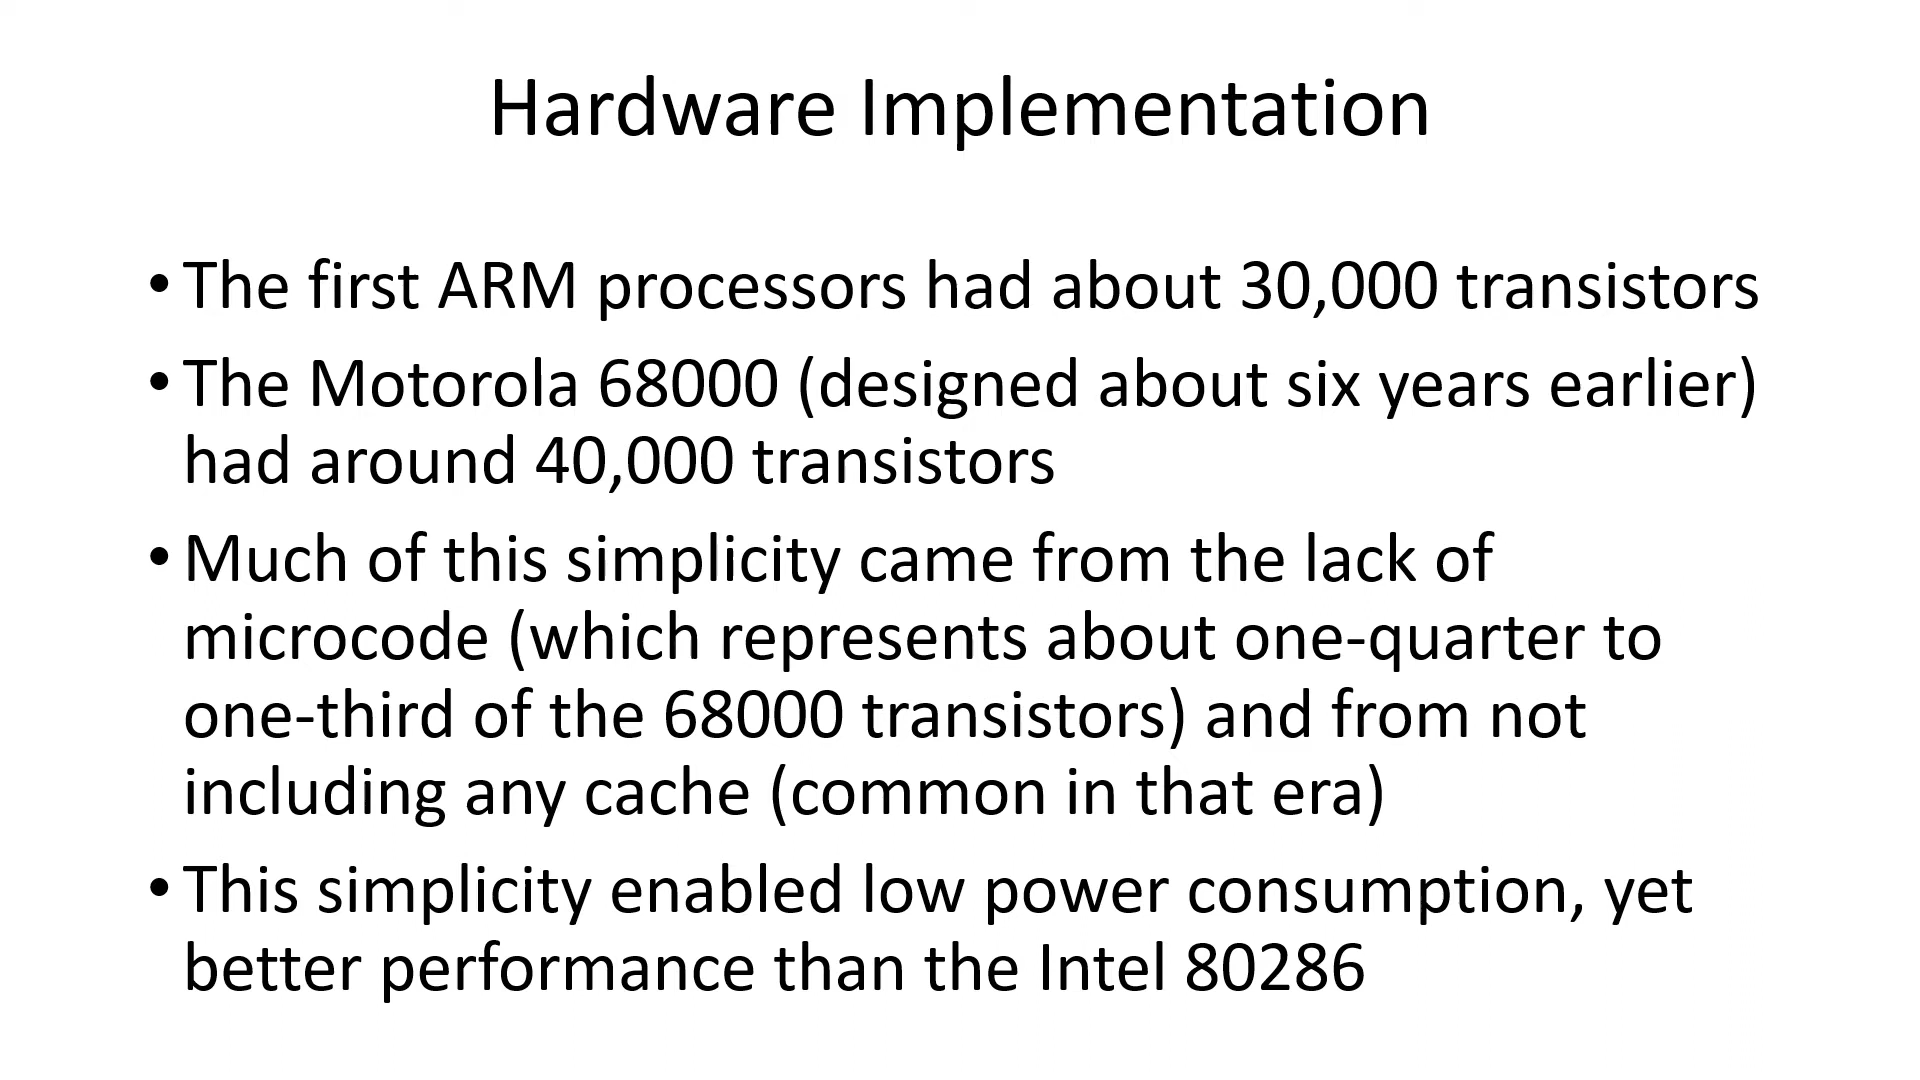 Hardware Implementation
• The first ARM processors had about 30,000 transistors
• The Motorola 68000 (designed about six years earlier)
had around 40,000 transistors
• Much of this simplicity came from the lack of
microcode (which represents about one-quarter to
one-third of the 68000 transistors) and from not
including any cache (common in that era)
• This simplicity enabled low power consumption, yet
better performance than the Intel 80286